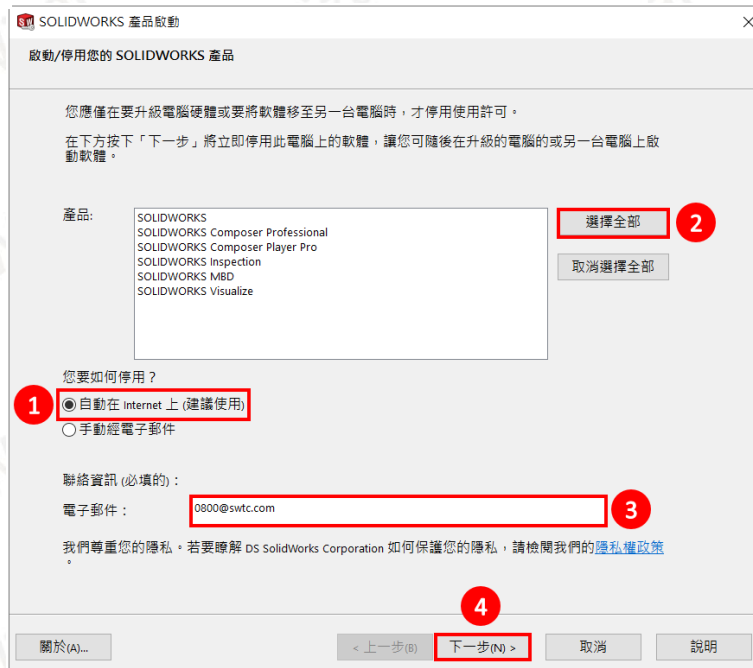 SOLIDWORKS 產品啟動
啟動/停用您的 SOLIDWORKS 產品
您應僅在要升級電腦硬體或要將軟體移至另一台電腦時，才停用使用許可。
在下方按下「下一步」將立即停用此電腦上的軟體，讓您可隨後在升級的電腦的或另一台電腦上啟
動軟體。
產品:
SOLIDWORKS
SOLIDWORKS Composer Professional
SOLIDWORKS Composer Player Pro
SOLIDWORKS Inspection
SOLIDWORKS MBD
SOLIDWORKS Visualize
選擇全部 2
取消選擇全部
您要如何停用？
1 自動在 Internet 上 (建議使用)
手動經電子郵件
聯絡資訊 (必填的)：
電子郵件： 0800@swtc.com 3
我們尊重您的隱私。若要瞭解 DS SolidWorks Corporation 如何保護您的隱私，請檢閱我們的隱私權政策
。
4
關於(A)... < 上一步(B) 下一步(N) > 取消 說明